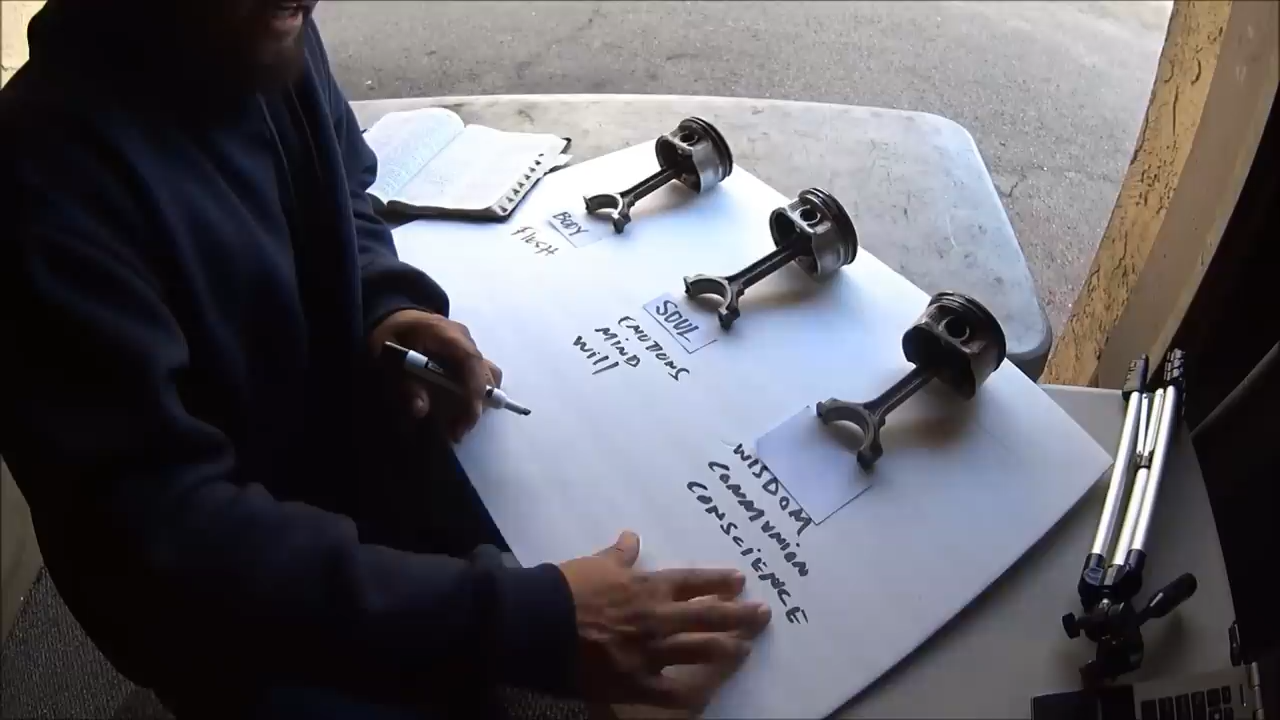 BODY
FlESH
SOUL
EMOTIONS
MiND
Will
WISDOM
COMMUNION
CONSCiENCE